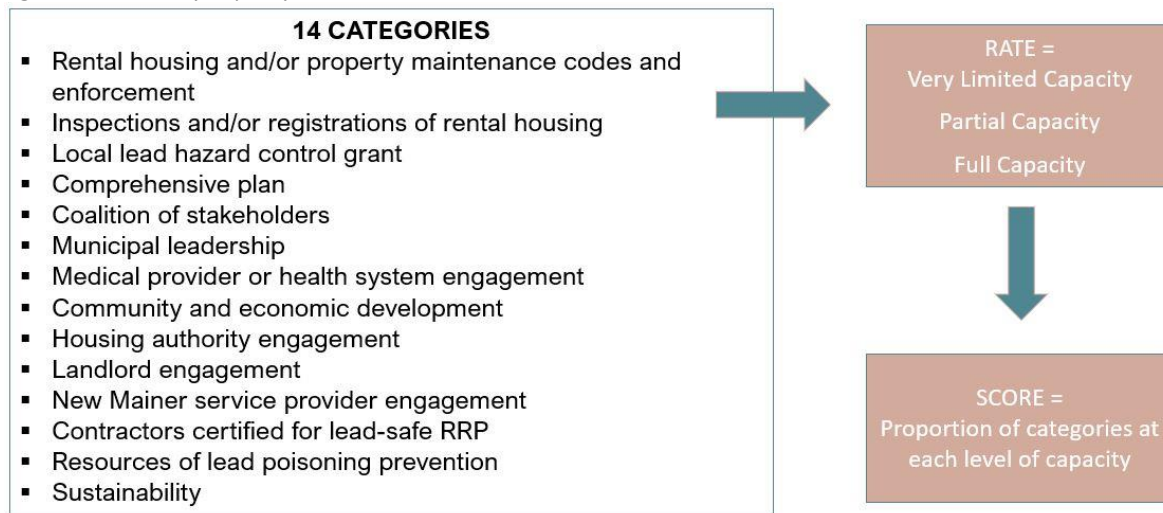 14 CATEGORIES
▪ Rental housing and/or property maintenance codes and
enforcement
▪ Inspections and/or registrations of rental housing
▪ Local lead hazard control grant
▪ Comprehensive plan
▪ Coalition of stakeholders
▪ Municipal leadership
▪ Medical provider or health system engagement
▪ Community and economic development
▪ Housing authority engagement
▪ Landlord engagement
▪ New Mainer service provider engagement
▪ Contractors certified for lead-safe RRP
▪ Resources of lead poisoning prevention
▪ Sustainability
RATE =
Very Limited Capacity
Partial Capacity
Full Capacity
SCORE =
Proportion of categories at
each level of capacity